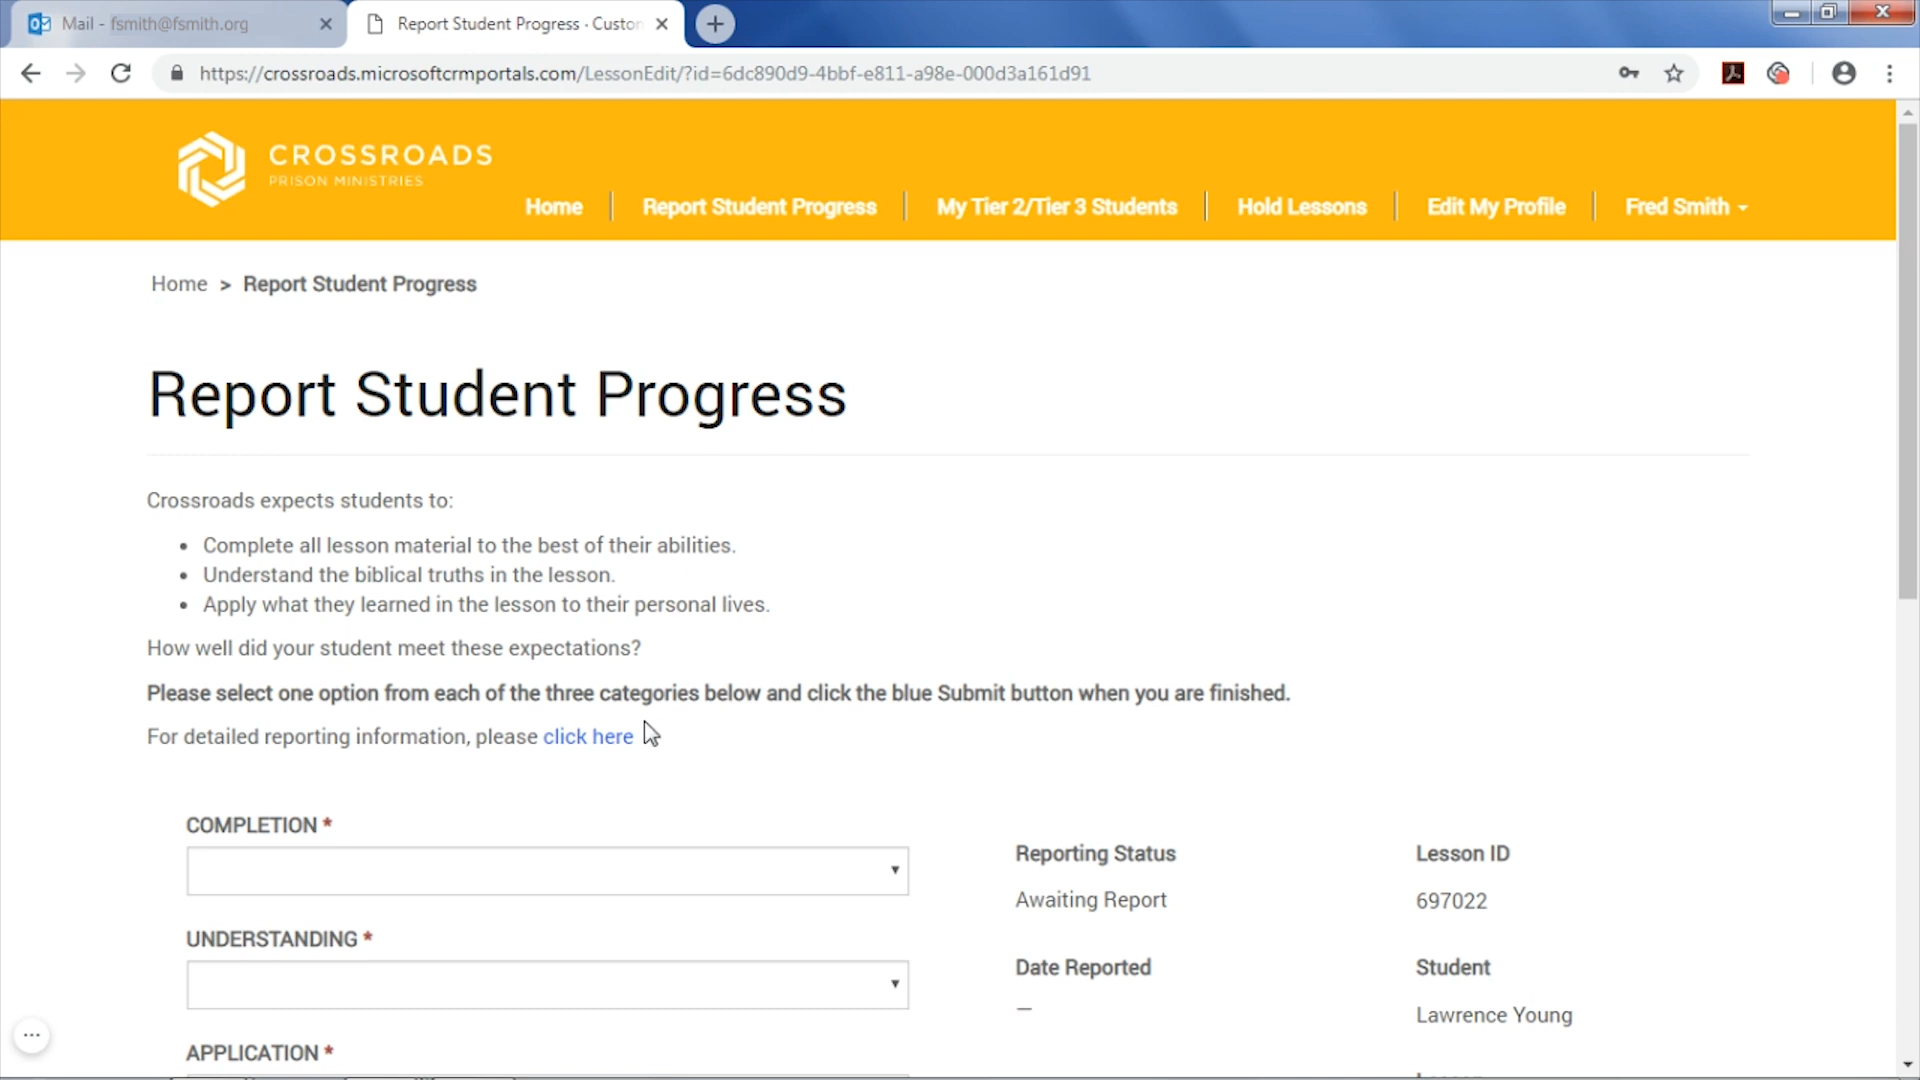 Mail - fsmith@fsmith.org
Report Student Progress · Custom
https://crossroads.microsoftcrmportals.com/LessonEdit/?id=6dc890d9-4bbf-e811-a98e-000d3a161d91
CROSSROADS
PRISON MINISTRIES
Home
Report Student Progress
My Tier 2/Tier 3 Students
Hold Lessons
Edit My Profile
Fred Smith
Home > Report Student Progress
Report Student Progress
Crossroads expects students to:
• Complete all lesson material to the best of their abilities.
• Understand the biblical truths in the lesson.
• Apply what they learned in the lesson to their personal lives.
How well did your student meet these expectations?
Please select one option from each of the three categories below and click the blue Submit button when you are finished.
For detailed reporting information, please click here
COMPLETION *
Reporting Status
Lesson ID
Awaiting Report
697022
UNDERSTANDING *
Date Reported
Student
—
Lawrence Young
APPLICATION *